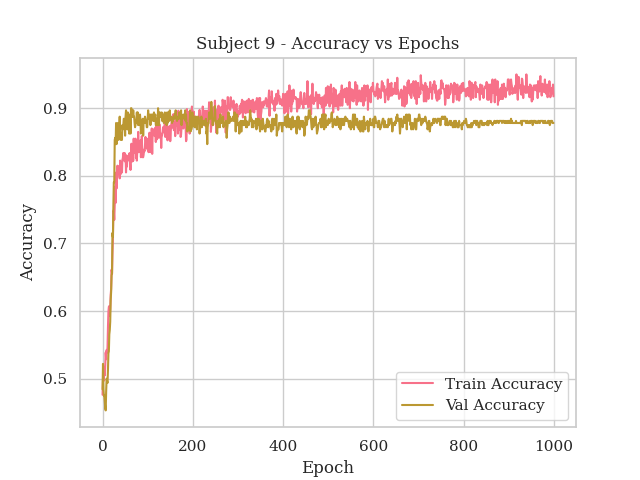 Subject 9 - Accuracy vs Epochs
Accuracy
0.9
0.8
0.7
0.6
0.5
0 200 400 600 800 1000
Epoch
Train Accuracy
Val Accuracy